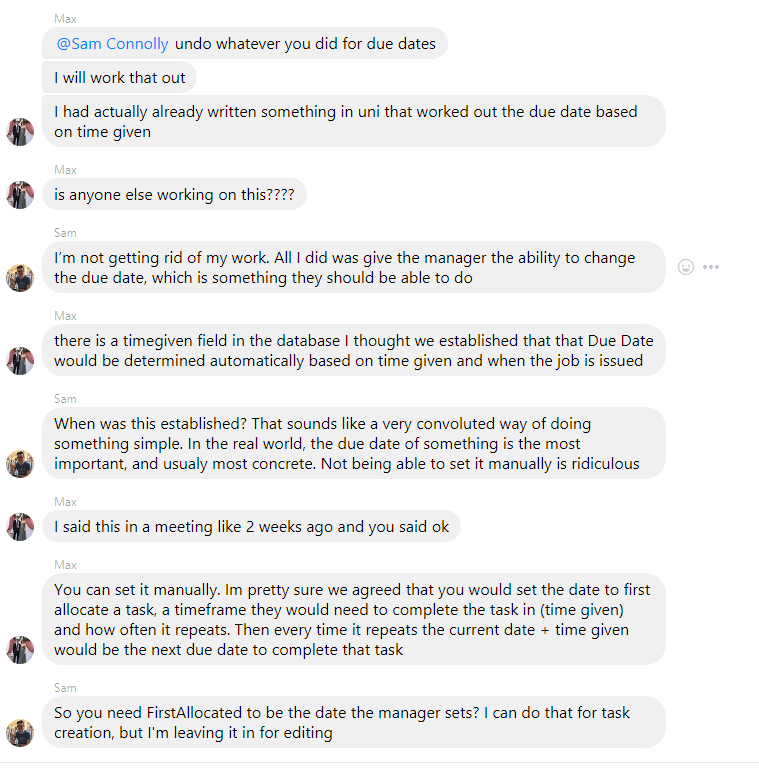 Max
@Sam Connolly undo whatever you did for due dates
I will work that out
I had actually already written something in uni that worked out the due date based
on time given
Max
is anyone else working on this????
Sam
I'm not getting rid of my work. All I did was give the manager the ability to change
the due date, which is something they should be able to do
Max
there is a timegiven field in the database I thought we established that that Due Date
would be determined automatically based on time given and when the job is issued
Sam
When was this established? That sounds like a very convoluted way of doing
something simple. In the real world, the due date of something is the most
important, and usualy most concrete. Not being able to set it manually is ridiculous
Max
I said this in a meeting like 2 weeks ago and you said ok
Max
You can set it manually. Im pretty sure we agreed that you would set the date to first
allocate a task, a timeframe they would need to complete the task in (time given)
and how often it repeats. Then every time it repeats the current date + time given
would be the next due date to complete that task
Sam
So you need FirstAllocated to be the date the manager sets? I can do that for task
creation, but I'm leaving it in for editing